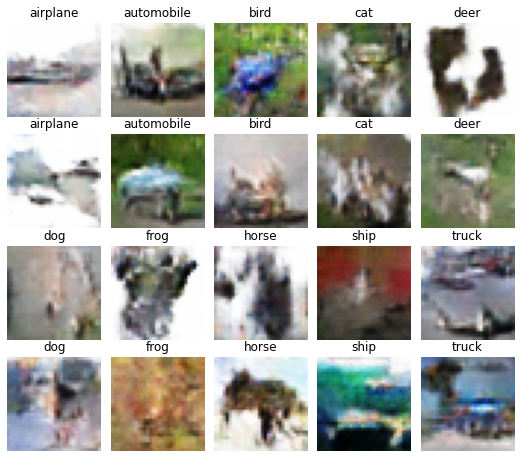 airplane automobile bird cat deer
airplane automobile bird cat deer
dog frog horse ship truck
dog frog horse ship truck